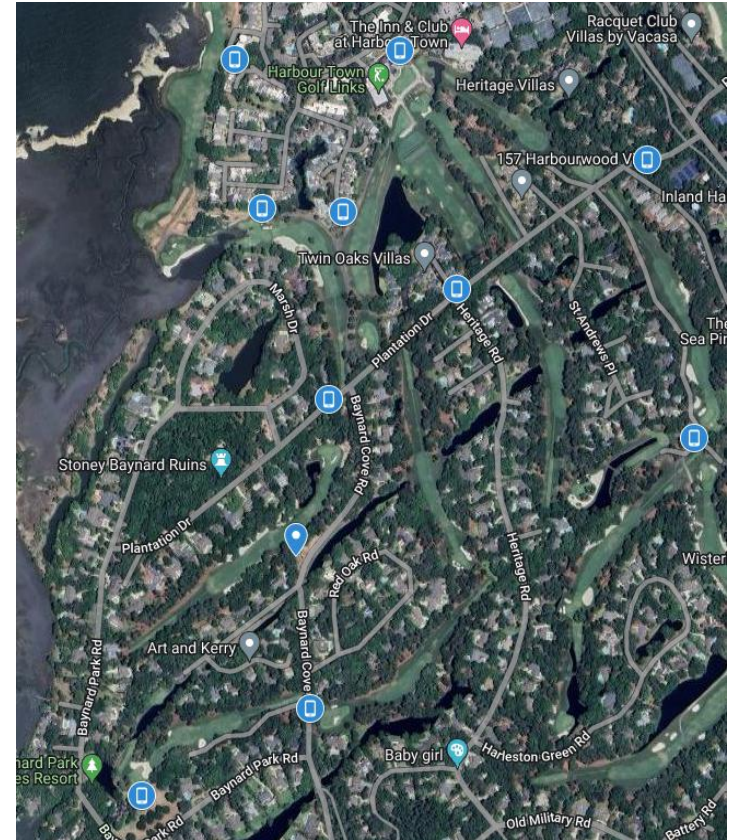 The Inn & Club
at Harbour Town
Racquet Club
Villas by Vacasa
Harbour Town
Golf Links
Heritage Villas
157 Harbourwood V
Inland Ha
Twin Oaks Villas
Marsh Dr
Plantation Dr
Heritage Rd
St Andrews Pl
The
Sea Pin
Baynard Cove Rd
Stoney Baynard Ruins
Plantation Dr
Red Oak Rd
Heritage Rd
Wister
Baynard Cove
Art and Kerry
Baynard Park Rd
nard Park
es Resort
Baynard Park Rd
Baby girl
Harleston Green Rd
Bay
Park Rd
Old Military Rd
Battery Rd